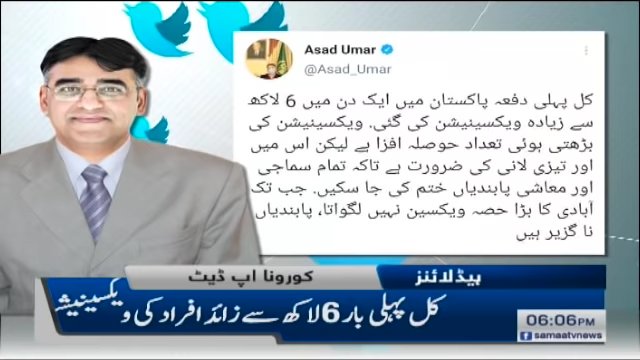 Asad Umar
@Asad_Umar
کل پہلی دفعہ پاکستان میں ایک دن میں 6 لاکھ
سے زیادہ ویکسینیشن کی گئی. ویکسینیشن کی
بڑھتی ہوئی تعداد حوصلہ افزا ہے لیکن اس میں
اور تیزی لانی کی ضرورت ہے تاکہ تمام سماجی
اور معاشی پابندیاں ختم کی جا سکیں. جب تک
آبادی کا بڑا حصہ ویکسین نہیں لگواتا، پابندیاں
نا گزیر ہیں
ہیڈلائنز
کورونا اپ ڈیٹ
کل پہلی بار 6 لاکھ سے زائد افراد کی ویکسینیشن
06:06PM
samaatvnews